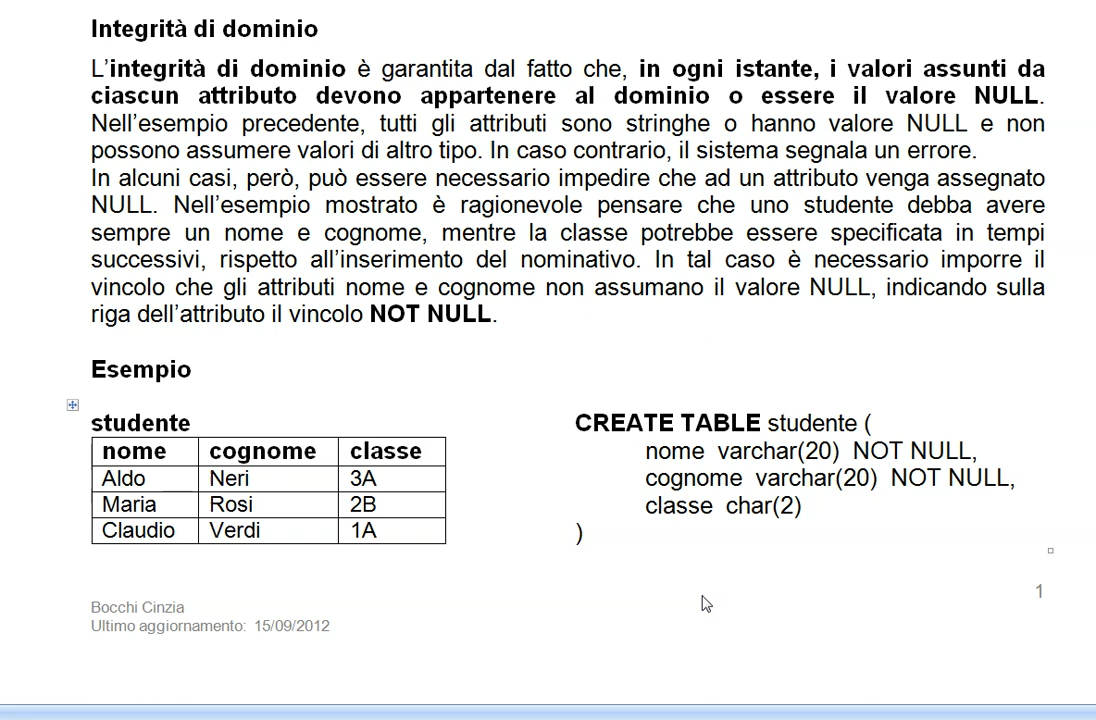 Integrità di dominio
L'integrità di dominio è garantita dal fatto che, in ogni istante, i valori assunti da
ciascun attributo devono appartenere al dominio o essere il valore NULL.
Nell'esempio precedente, tutti gli attributi sono stringhe o hanno valore NULL e non
possono assumere valori di altro tipo. In caso contrario, il sistema segnala un errore.
In alcuni casi, però, può essere necessario impedire che ad un attributo venga assegnato
NULL. Nell'esempio mostrato è ragionevole pensare che uno studente debba avere
sempre un nome e cognome, mentre la classe potrebbe essere specificata in tempi
successivi, rispetto all'inserimento del nominativo. In tal caso è necessario imporre il
vincolo che gli attributi nome e cognome non assumano il valore NULL, indicando sulla
riga dell'attributo il vincolo NOT NULL.
Esempio
studente
nome cognome classe
Aldo Neri 3A
Maria Rosi 2B
Claudio Verdi 1A
CREATE TABLE studente (
nome varchar(20) NOT NULL,
cognome varchar(20) NOT NULL,
classe char(2)
)
1
Bocchi Cinzia
Ultimo aggiornamento: 15/09/2012